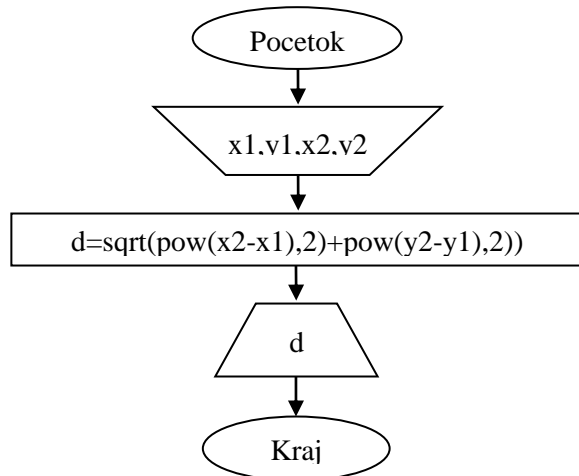 Pocetok
x1,y1,x2,y2
d=sqrt(pow(x2-x1),2)+pow(y2-y1),2))
d
Kraj